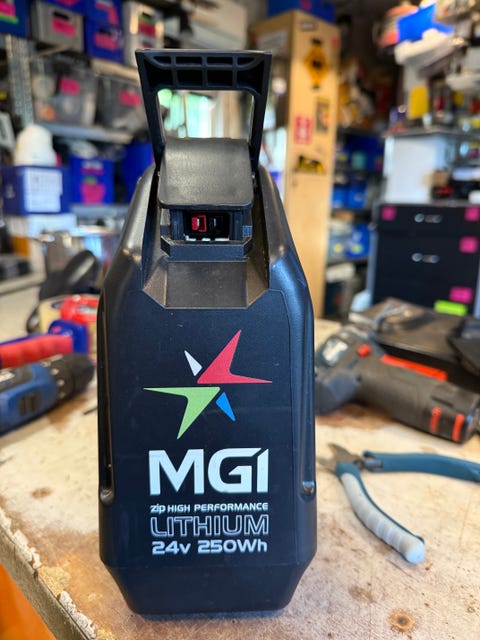 MGI
zip HIGH PERFORMANCE
LITHIUM
24v 250Wh